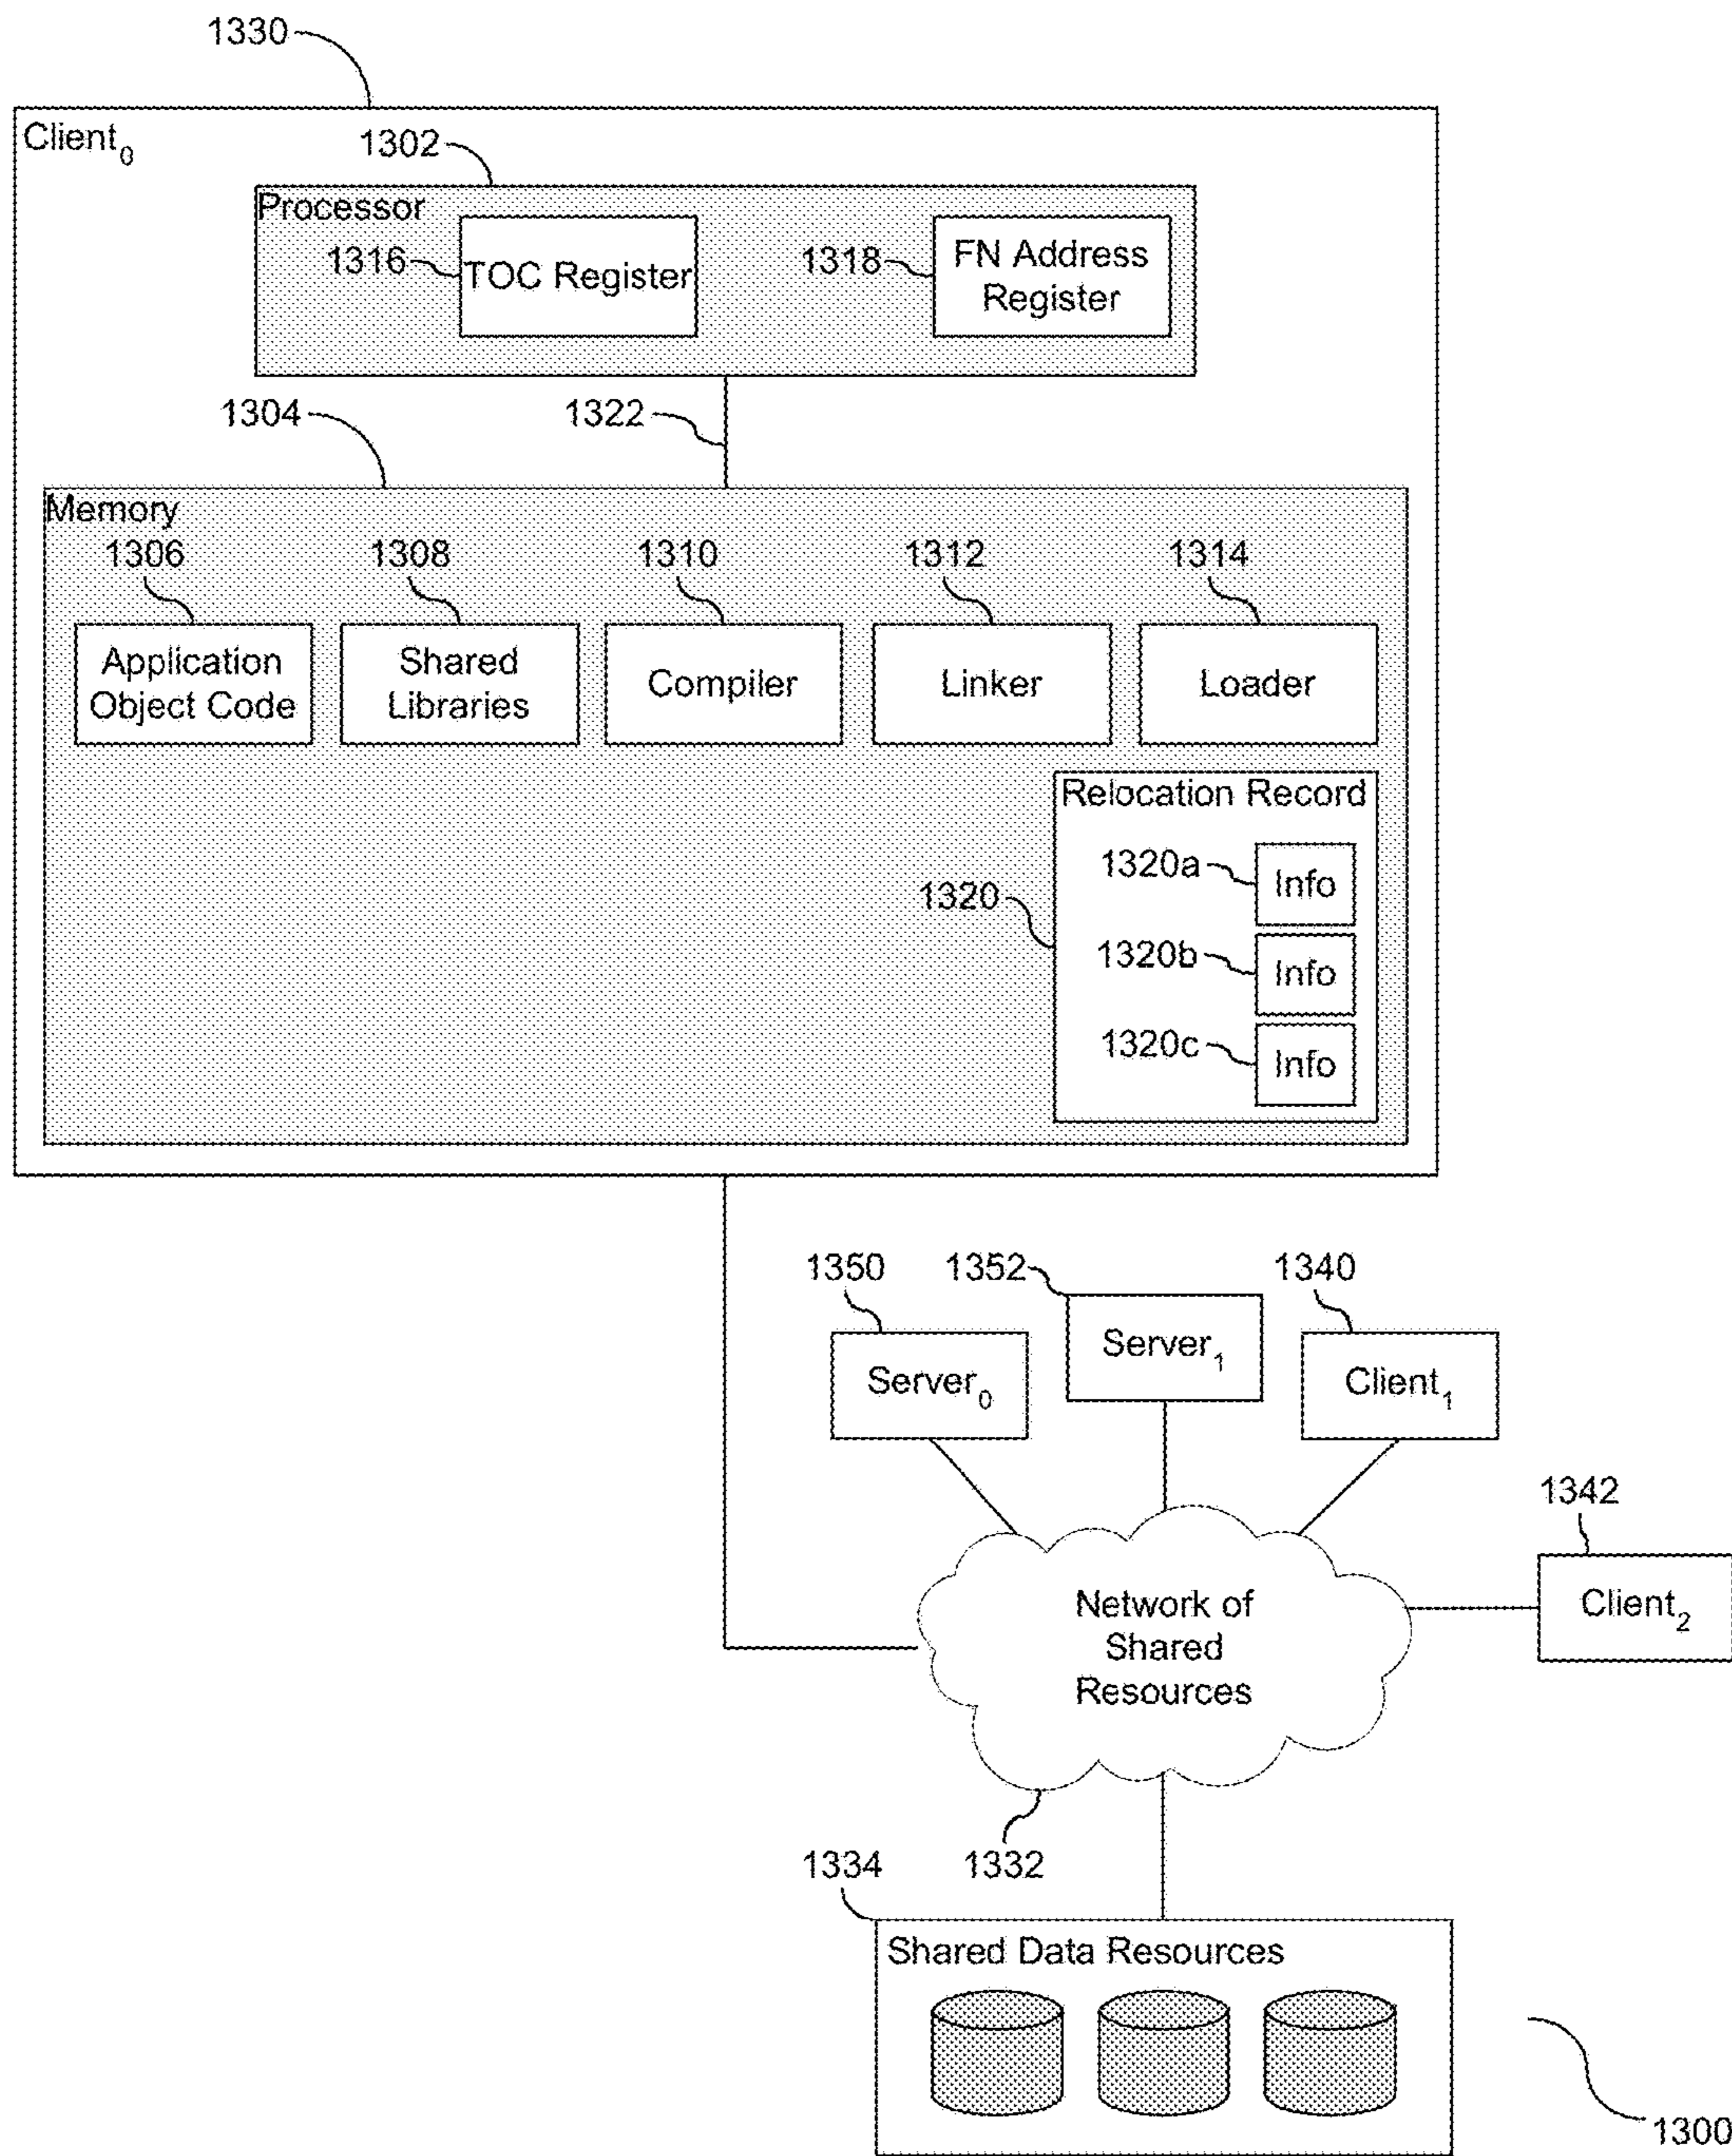 1330
Client₀
1302
Processor
1316
TOC Register
1318
FN Address
Register
1304
1322
Memory
1306
1308
1310
1312
1314
Application
Object Code
Shared
Libraries
Compiler
Linker
Loader
Relocation Record
1320
1320a
Info
1320b
Info
1320c
Info
1350
1352
1340
Server₀
Server₁
Client₁
1342
Client₂
Network of
Shared
Resources
1332
1334
Shared Data Resources
1300